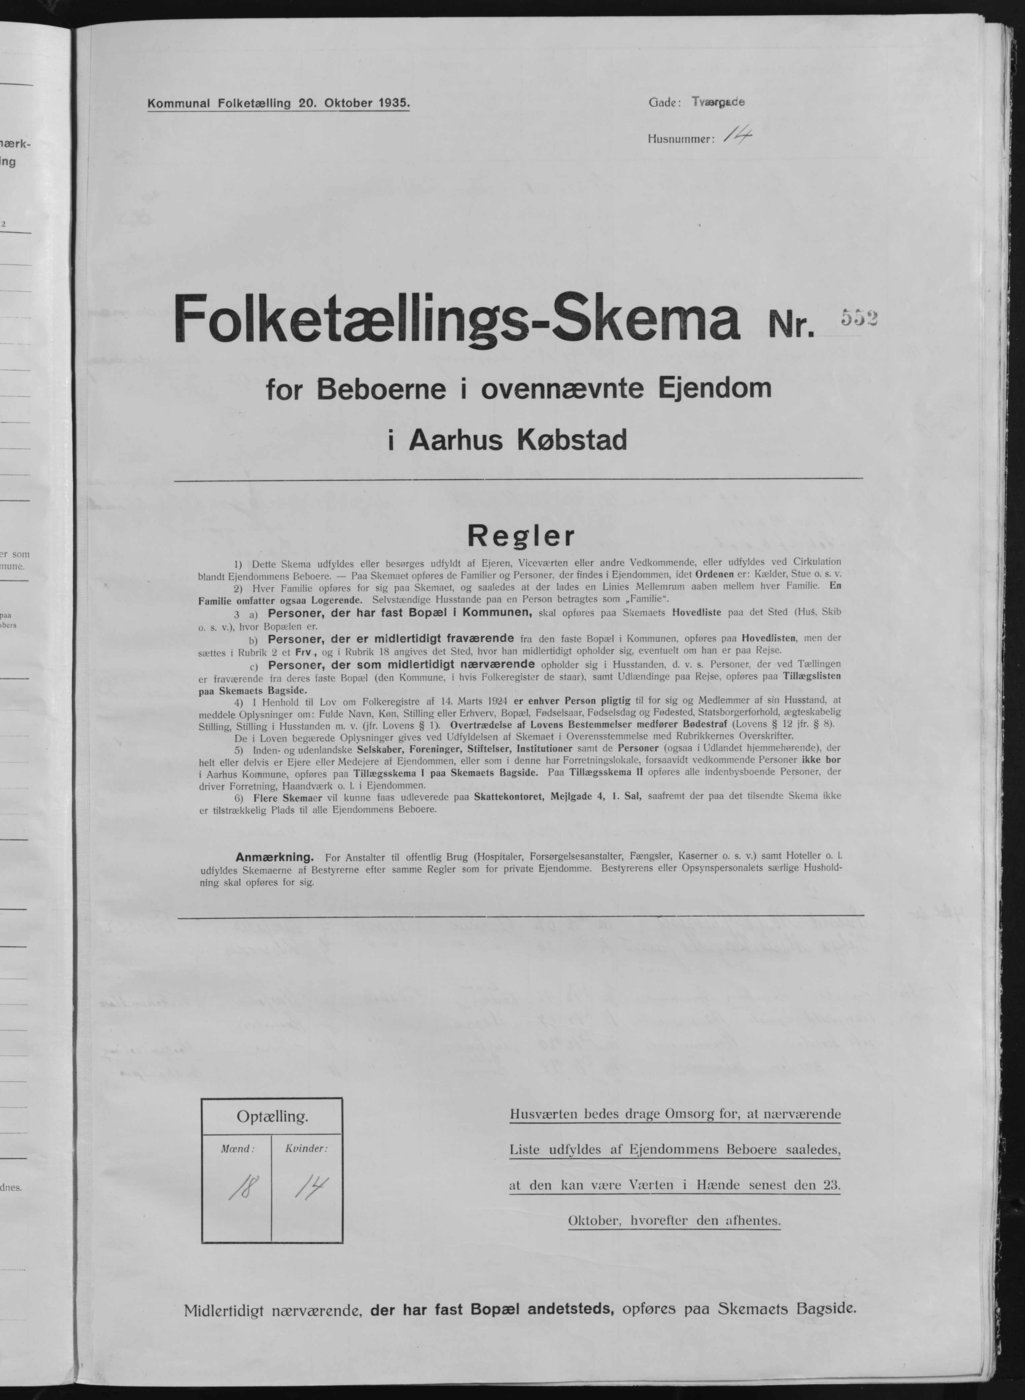 Kommunal Folketælling 20. Oktober 1935.
Gade: Tværgade
Husnummer: 14
Folketællings-Skema Nr. 552
for Beboerne i ovennævnte Ejendom
i Aarhus Købstad
Regler
1) Dette Skema udfyldes eller besørges udfyldt af Ejeren, Viceværten eller andre Vedkommende, eller udfyldes ved Cirkulation
blandt Ejendommens Beboere. — Paa Skemaet opføres de Familier og Personer, der findes i Ejendommen, idet Ordenen er: Kælder, Stue o. s. v.
2) Hver Familie opføres for sig paa Skemaet, og saaledes at der lades en Linies Mellemrum aaben mellem hver Familie. En
Familie omfatter ogsaa Logerende. Selvstændige Husstande paa en Person betragtes som „Familie“.
3 a) Personer, der har fast Bopæl i Kommunen, skal opføres paa Skemaets Hovedliste paa det Sted (Hus, Skib
o. s. v.), hvor Bopælen er.
b) Personer, der er midlertidigt fraværende fra den faste Bopæl i Kommunen, opføres paa Hovedlisten, men der
sættes i Rubrik 2 et Frv, og i Rubrik 18 angives det Sted, hvor han midlertidigt opholder sig, eventuelt om han er paa Rejse.
c) Personer, der som midlertidigt nærværende opholder sig i Husstanden, d. v. s. Personer, der ved Tællingen
er fraværende fra deres faste Bopæl (den Kommune, i hvis Folkeregister de staar), samt Udlændinge paa Rejse, opføres paa Tillægslisten
paa Skemaets Bagside.
4) I Henhold til Lov om Folkeregistre af 14. Marts 1924 er enhver Person pligtig til for sig og Medlemmer af sin Husstand, at
meddele Oplysninger om: Fulde Navn, Køn, Stilling eller Erhverv, Bopæl, Fødselsaar, Fødselsdag og Fødested, Statsborgerforhold, ægteskabelig
Stilling, Stilling i Husstanden m. v. (jfr. Lovens § 1). Overtrædelse af Lovens Bestemmelser medfører Bødestraf (Lovens § 12 jfr. § 8).
De i Loven begærede Oplysninger gives ved Udfyldelsen af Skemaet i Overensstemmelse med Rubrikkernes Overskrifter.
5) Inden- og udenlandske Selskaber, Foreninger, Stiftelser, Institutioner samt de Personer (ogsaa i Udlandet hjemmehørende), der
helt eller delvis er Ejere eller Medejere af Ejendommen, eller som i denne har Forretningslokale, forsaavidt vedkommende Personer ikke bor
i Aarhus Kommune, opføres paa Tillægsskema I paa Skemaets Bagside. Paa Tillægsskema II opføres alle indenbysboende Personer, der
driver Forretning, Haandværk o. l. i Ejendommen.
6) Flere Skemaer vil kunne faas udleverede paa Skattekontoret, Mejlgade 4, 1. Sal, saafremt der paa det tilsendte Skema ikke
er tilstrækkelig Plads til alle Ejendommens Beboere.
Anmærkning. For Anstalter til offentlig Brug (Hospitaler, Forsørgelsesanstalter, Fængsler, Kaserner o. s. v.) samt Hoteller o. l.
udfyldes Skemaerne af Bestyrerne efter samme Regler som for private Ejendomme. Bestyrerens eller Opsynspersonalets særlige Hushold-
ning skal opføres for sig.
Optælling.
Mænd: Kvinder:
18 14
Husværten bedes drage Omsorg for, at nærværende
Liste udfyldes af Ejendommens Beboere saaledes,
at den kan være Værten i Hænde senest den 23.
Oktober, hvorefter den afhentes.
Midlertidigt nærværende, der har fast Bopæl andetsteds, opføres paa Skemaets Bagside.